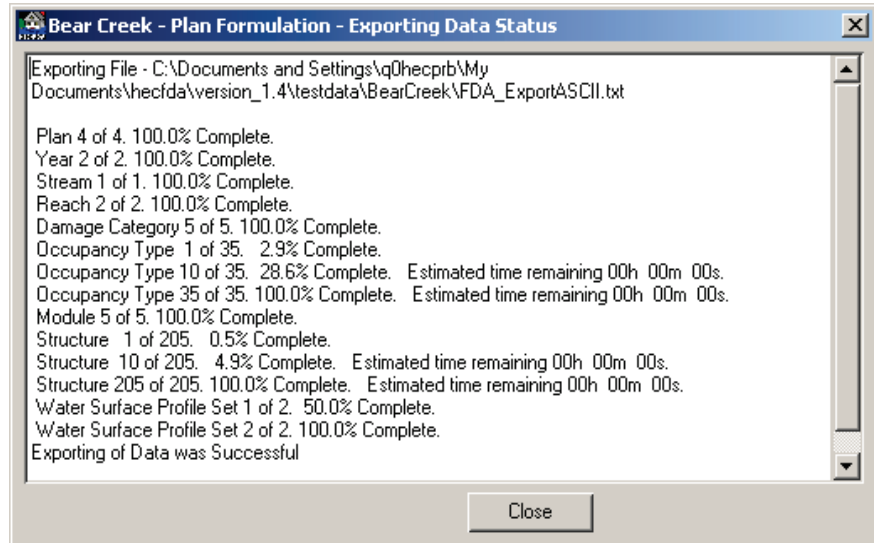 Bear Creek - Plan Formulation - Exporting Data Status
Exporting File - C:\Documents and Settings\q0hecprb\My
Documents\hecfda\version_1.4\testdata\BearCreek\FDA_ExportASCII.txt
Plan 4 of 4. 100.0% Complete.
Year 2 of 2. 100.0% Complete.
Stream 1 of 1. 100.0% Complete.
Reach 2 of 2. 100.0% Complete.
Damage Category 5 of 5. 100.0% Complete.
Occupancy Type 1 of 35. 2.9% Complete.
Occupancy Type 10 of 35. 28.6% Complete. Estimated time remaining 00h 00m 00s.
Occupancy Type 35 of 35. 100.0% Complete. Estimated time remaining 00h 00m 00s.
Module 5 of 5. 100.0% Complete.
Structure 1 of 205. 0.5% Complete.
Structure 10 of 205. 4.9% Complete. Estimated time remaining 00h 00m 00s.
Structure 205 of 205. 100.0% Complete. Estimated time remaining 00h 00m 00s.
Water Surface Profile Set 1 of 2. 50.0% Complete.
Water Surface Profile Set 2 of 2. 100.0% Complete.
Exporting of Data was Successful
Close